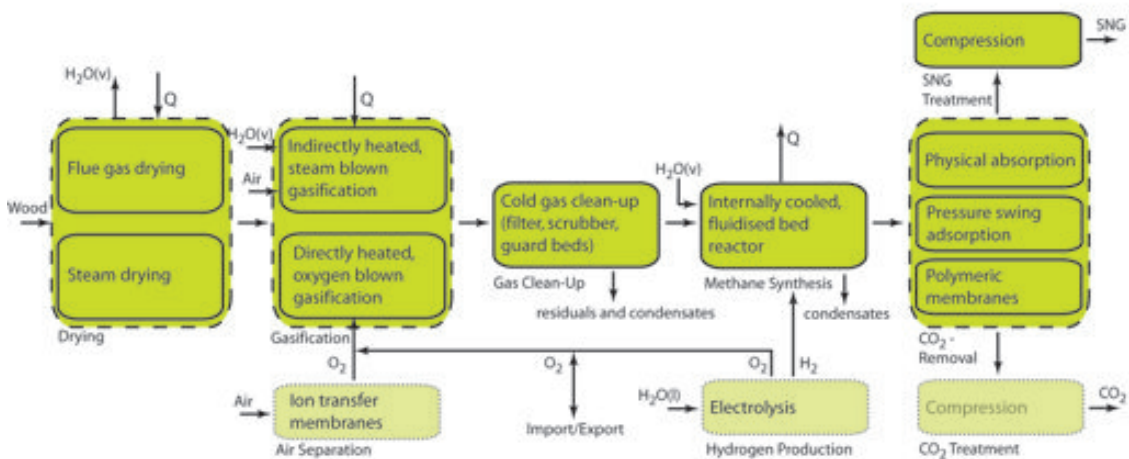 Compression
SNG
SNG
Treatment
H₂O(v)
Q
Flue gas drying
Steam drying
Wood
Drying
Q
H₂O(v)
Air
Indirectly heated,
steam blown
gasification
Directly heated,
oxygen blown
gasification
Gasification
Cold gas clean-up
(filter, scrubber,
guard beds)
Gas Clean-Up
residuals and condensates
Q
H₂O(v)
Internally cooled,
fluidised bed
reactor
Methane Synthesis
condensates
Physical absorption
Pressure swing
adsorption
Polymeric
membranes
CO₂ -
Removal
O₂
O₂
O₂
H₂
Air
Ion transfer
membranes
Air Separation
Import/Export
H₂O(l)
Electrolysis
Hydrogen Production
Compression
CO₂
CO₂ Treatment